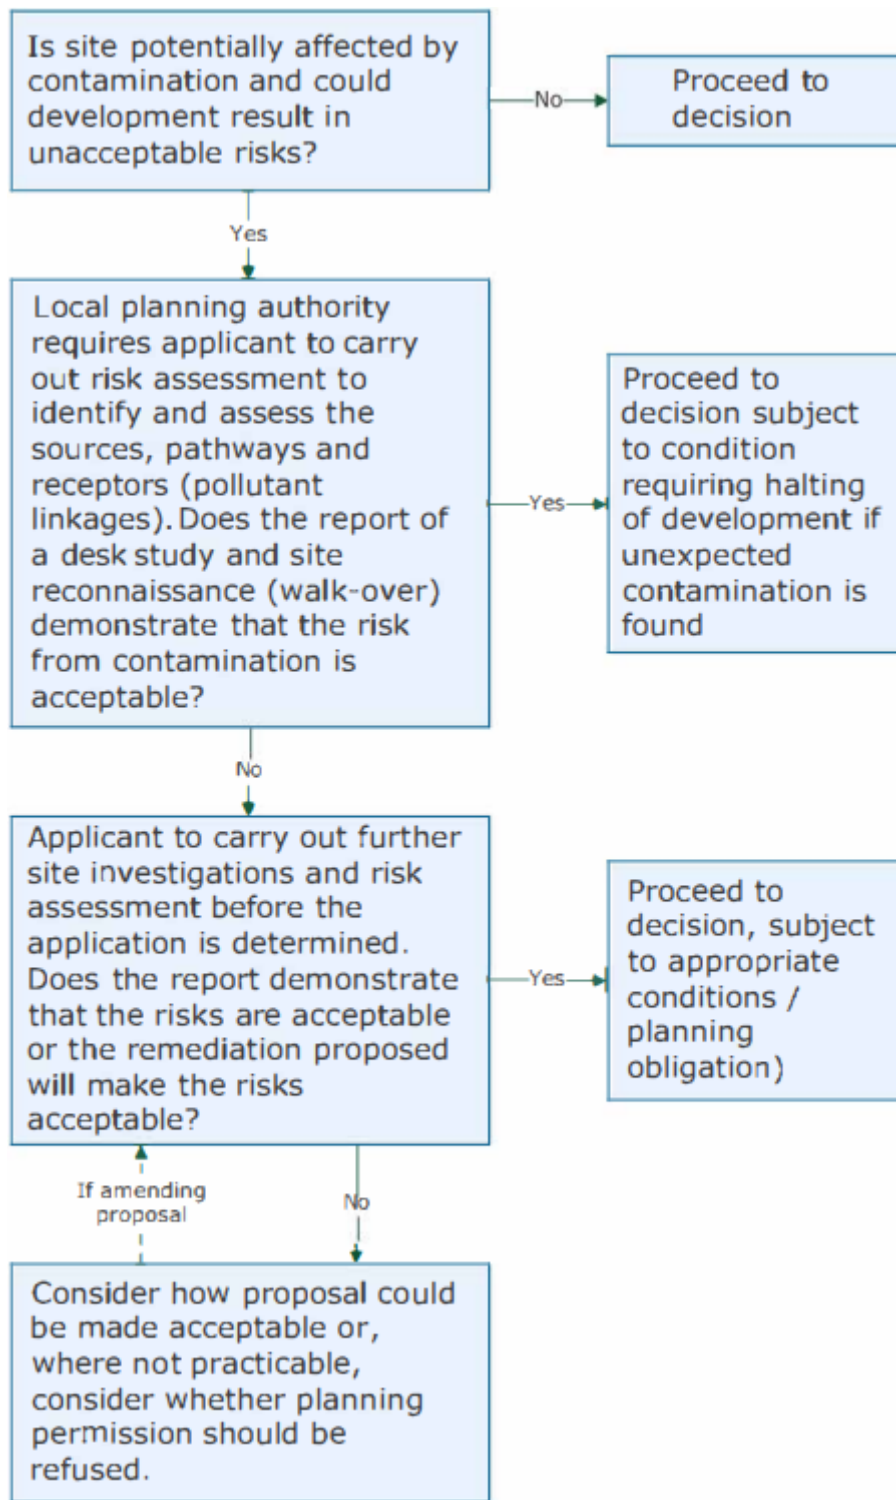 Is site potentially affected by
contamination and could
development result in
unacceptable risks?
No
Proceed to
decision
Yes
Local planning authority
requires applicant to carry
out risk assessment to
identify and assess the
sources, pathways and
receptors (pollutant
linkages). Does the report of
a desk study and site
reconnaissance (walk-over)
demonstrate that the risk
from contamination is
acceptable?
Yes
Proceed to
decision subject
to condition
requiring halting
of development if
unexpected
contamination is
found
No
Applicant to carry out further
site investigations and risk
assessment before the
application is determined.
Does the report demonstrate
that the risks are acceptable
or the remediation proposed
will make the risks
acceptable?
Yes
Proceed to
decision, subject
to appropriate
conditions /
planning
obligation)
If amending
proposal
No
Consider how proposal could
be made acceptable or,
where not practicable,
consider whether planning
permission should be
refused.